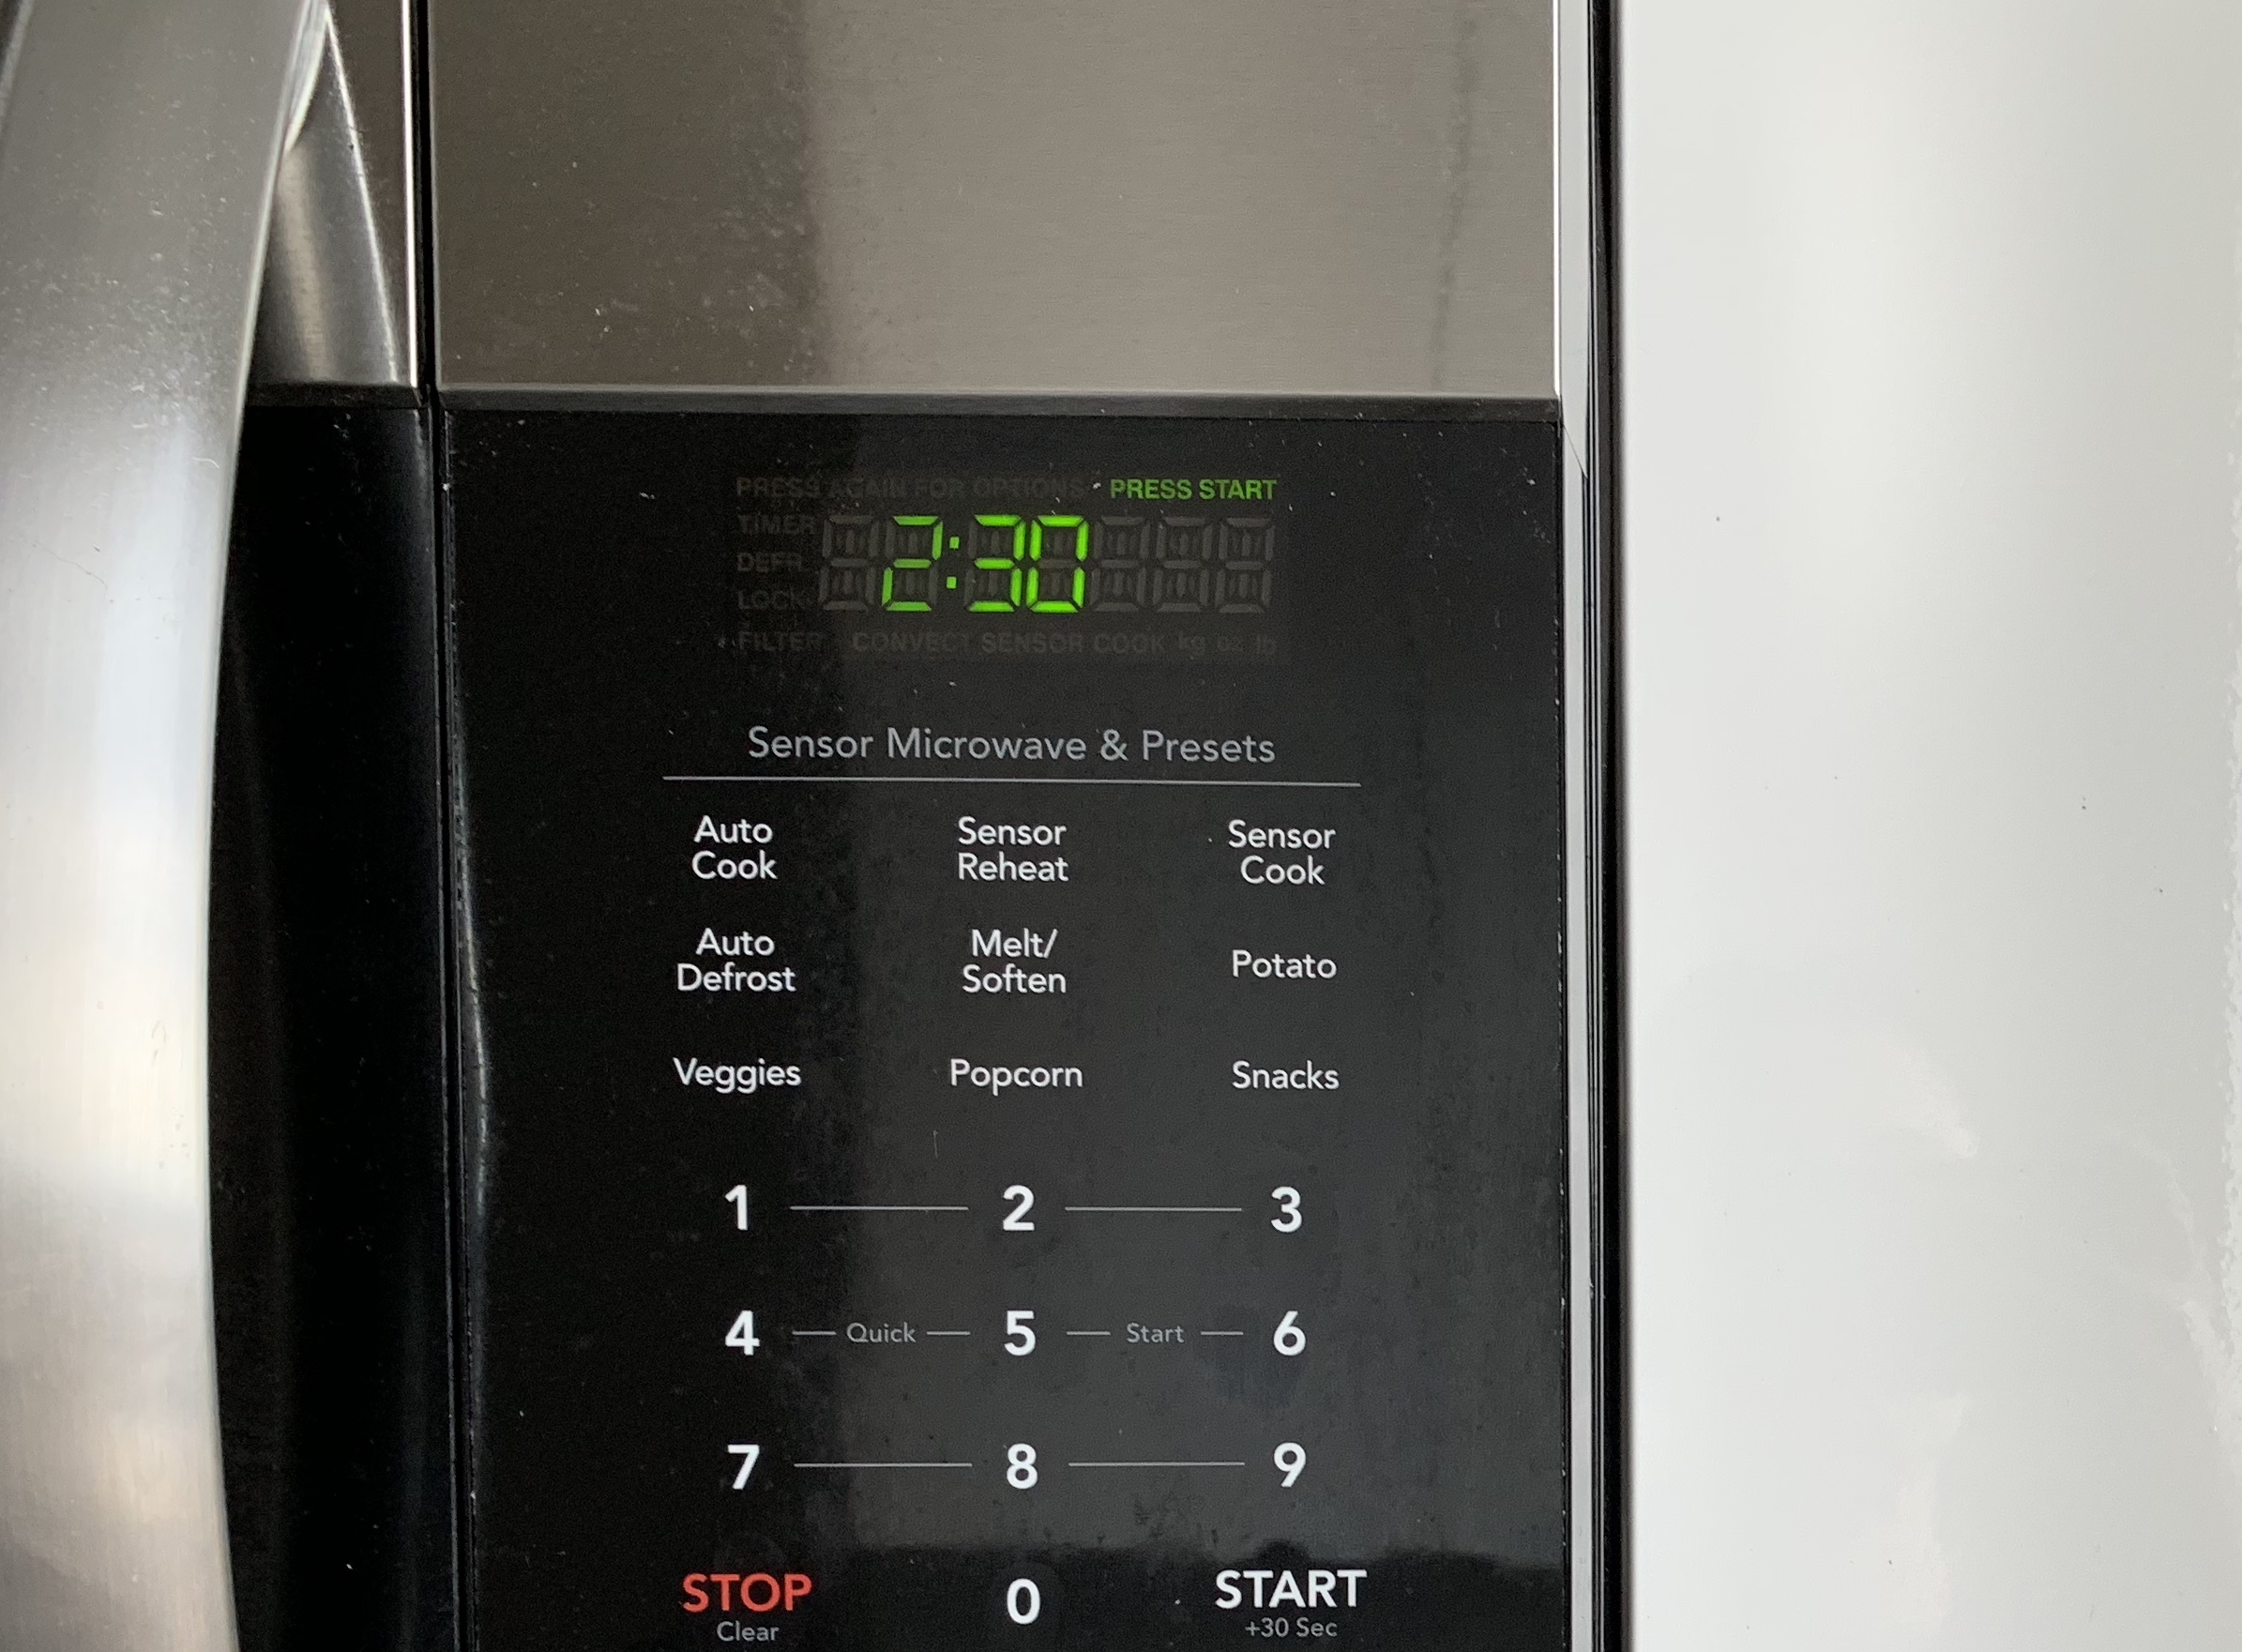 PRESS AGAIN FOR OPTIONS PRESS START
TIMER
2:30
DEFR
LOCK
FILTER CONVECT SENSOR COOK kg oz lb
Sensor Microwave & Presets
Auto Cook
Sensor Reheat
Sensor Cook
Auto Defrost
Melt/ Soften
Potato
Veggies Popcorn Snacks
1 2 3
4 Quick 5 Start 6
7 8 9
STOP 0 START
Clear +30 Sec